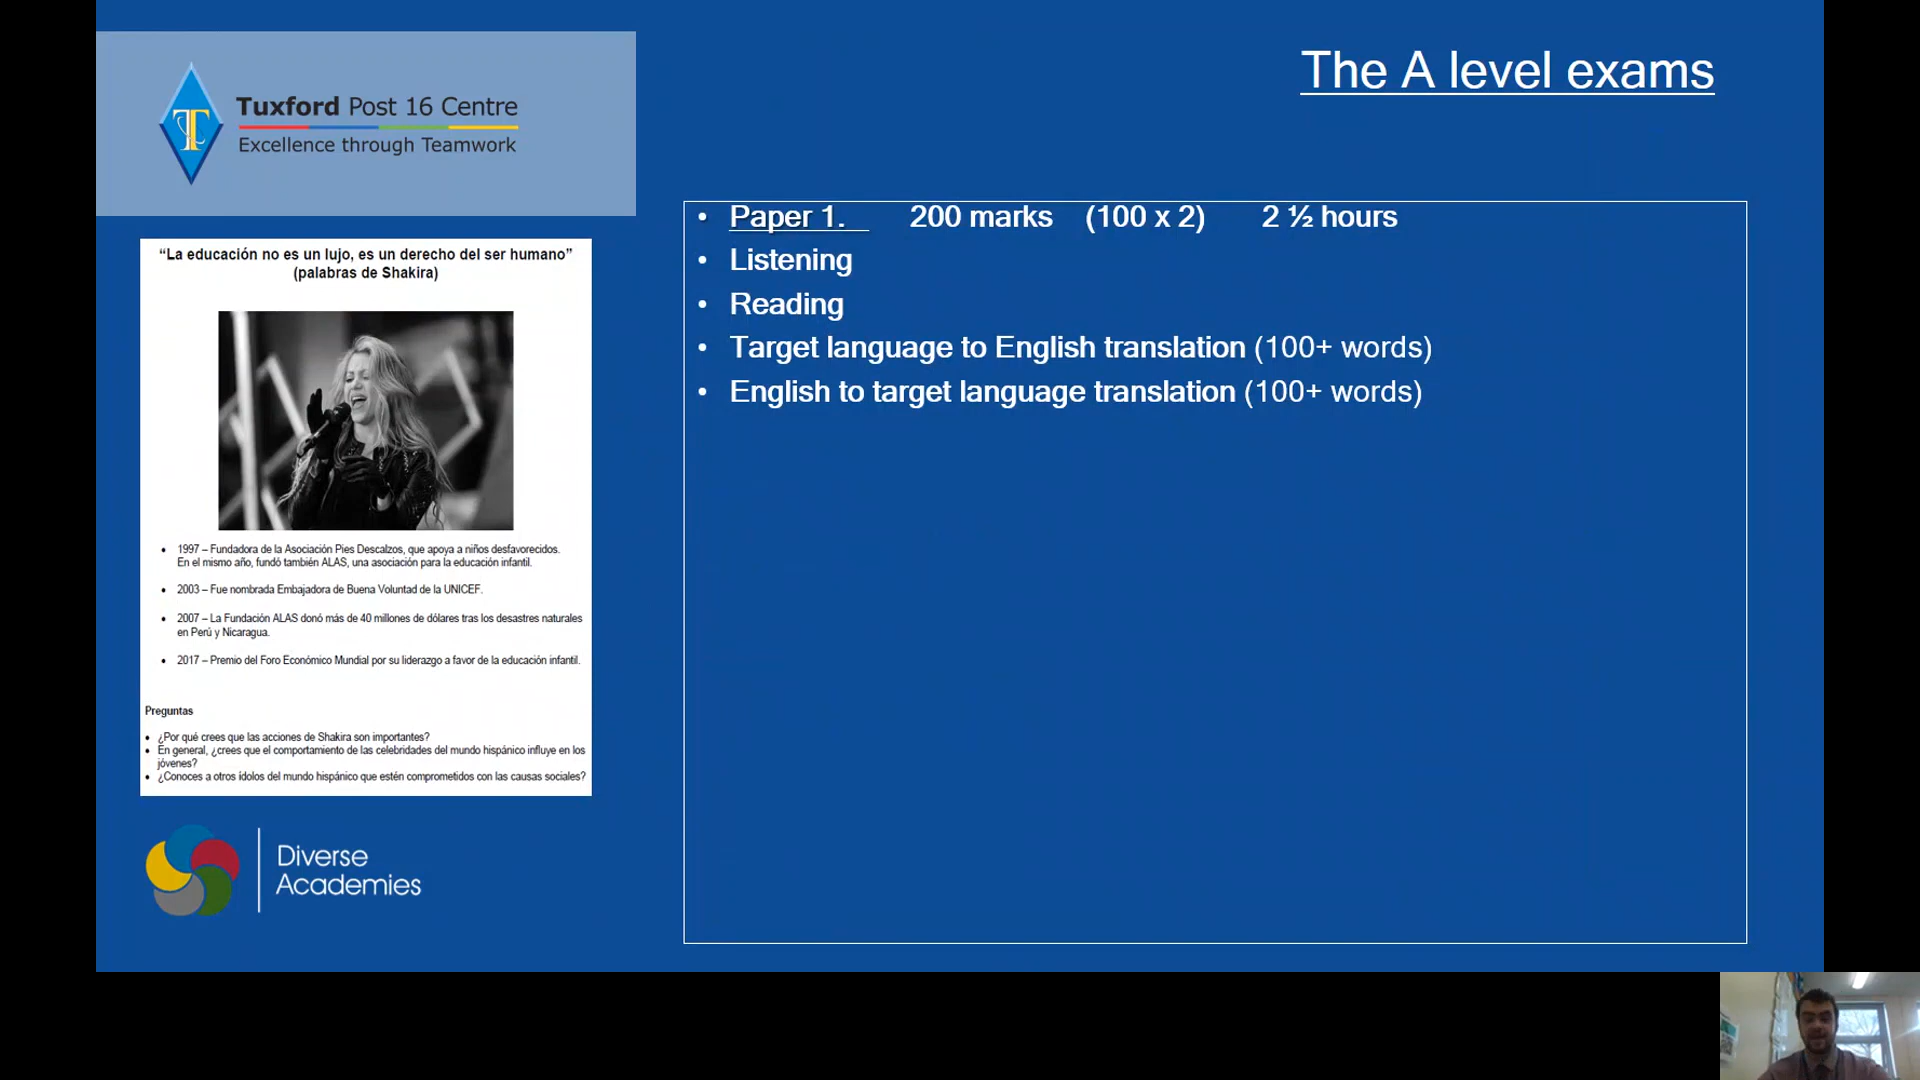 The A level exams
Tuxford Post 16 Centre
Excellence through Teamwork
“La educación no es un lujo, es un derecho del ser humano”
(palabras de Shakira)
• 1997 – Fundadora de la Asociación Pies Descalzos, que apoya a niños desfavorecidos.
En el mismo año, fundó también ALAS, una asociación para la educación infantil.
• 2003 – Fue nombrada Embajadora de Buena Voluntad de la UNICEF.
• 2007 – La Fundación ALAS donó más de 40 millones de dólares tras los desastres naturales
en Perú y Nicaragua.
• 2017 – Premio del Foro Económico Mundial por su liderazgo a favor de la educación infantil.
Preguntas
• ¿Por qué crees que las acciones de Shakira son importantes?
• En general, ¿crees que el comportamiento de las celebridades del mundo hispánico influye en los
jóvenes?
• ¿Conoces a otros ídolos del mundo hispánico que estén comprometidos con las causas sociales?
Diverse
Academies
• Paper 1. 200 marks (100 x 2) 2 ½ hours
• Listening
• Reading
• Target language to English translation (100+ words)
• English to target language translation (100+ words)